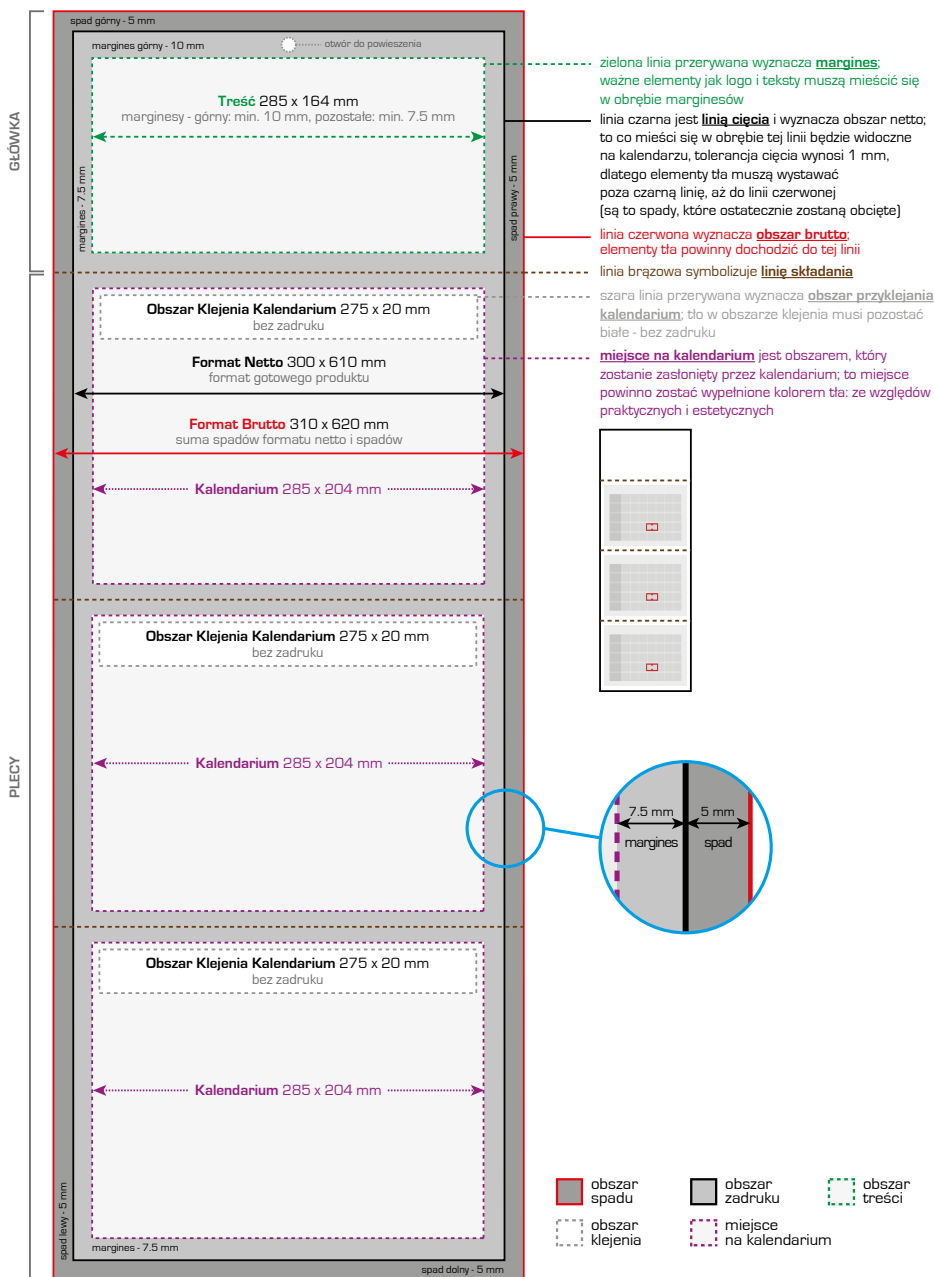 spad górny - 5 mm
margines górny - 10 mm
otwór do powieszenia
GŁÓWKA
Treść 285 x 164 mm
marginesy - górny: min. 10 mm, pozostałe: min. 7.5 mm
margines - 7.5 mm
spad prawy - 5 mm
zielona linia przerywana wyznacza margines;
ważne elementy jak logo i teksty muszą mieścić się
w obrębie marginesów
linia czarna jest linią cięcia i wyznacza obszar netto;
to co mieści się w obrębie tej linii będzie widoczne
na kalendarzu, tolerancja cięcia wynosi 1 mm,
dlatego elementy tła muszą wystawać
poza czarną linię, aż do linii czerwonej
(są to spady, które ostatecznie zostaną obcięte)
linia czerwona wyznacza obszar brutto;
elementy tła powinny dochodzić do tej linii
linia brązowa symbolizuje linię składania
szara linia przerywana wyznacza obszar przyklejania
kalendarium; tło w obszarze klejenia musi pozostać
białe - bez zadruku
miejsce na kalendarium jest obszarem, który
zostanie zasłonięty przez kalendarium; to miejsce
powinno zostać wypełnione kolorem tła: ze względów
praktycznych i estetycznych
PLECY
Obszar Klejenia Kalendarium 275 x 20 mm
bez zadruku
Format Netto 300 x 610 mm
format gotowego produktu
Format Brutto 310 x 620 mm
suma spadów formatu netto i spadów
Kalendarium 285 x 204 mm
Obszar Klejenia Kalendarium 275 x 20 mm
bez zadruku
Kalendarium 285 x 204 mm
7.5 mm
5 mm
margines
spad
Obszar Klejenia Kalendarium 275 x 20 mm
bez zadruku
Kalendarium 285 x 204 mm
spad lewy - 5 mm
margines - 7.5 mm
spad dolny - 5 mm
obszar
spadu
obszar
zadruku
obszar
treści
obszar
klejenia
miejsce
na kalendarium